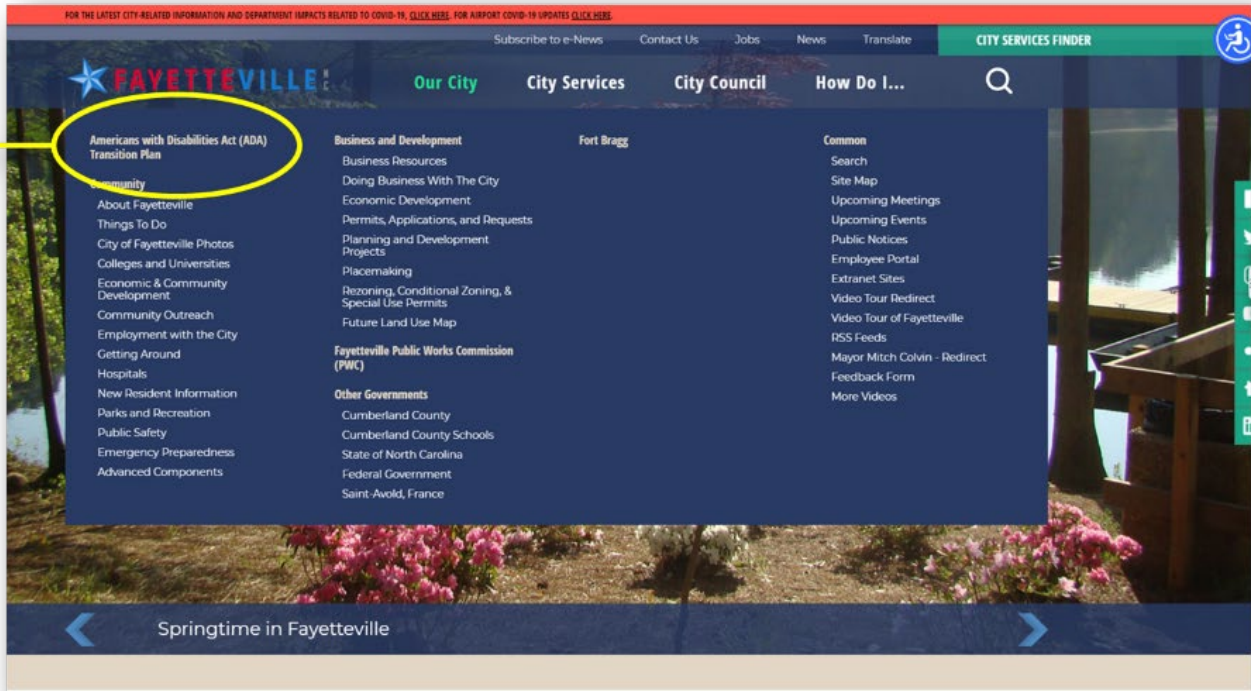 FOR THE LATEST CITY-RELATED INFORMATION AND DEPARTMENT IMPACTS RELATED TO COVID-19, CLICK HERE. FOR AIRPORT COVID-19 UPDATES CLICK HERE.
Subscribe to e-News Contact Us Jobs News Translate CITY SERVICES FINDER
FAYETTEVILLE Our City City Services City Council How Do I...
Americans with Disabilities Act (ADA)
Transition Plan
Community
About Fayetteville
Things To Do
City of Fayetteville Photos
Colleges and Universities
Economic & Community
Development
Community Outreach
Employment with the City
Getting Around
Hospitals
New Resident Information
Parks and Recreation
Public Safety
Emergency Preparedness
Advanced Components
Business and Development
Business Resources
Doing Business With The City
Economic Development
Permits, Applications, and Requests
Planning and Development
Projects
Placemaking
Rezoning, Conditional Zoning, &
Special Use Permits
Future Land Use Map
Fayetteville Public Works Commission
(PWC)
Other Governments
Cumberland County
Cumberland County Schools
State of North Carolina
Federal Government
Saint-Avold, France
Fort Bragg
Common
Search
Site Map
Upcoming Meetings
Upcoming Events
Public Notices
Employee Portal
Extranet Sites
Video Tour Redirect
Video Tour of Fayetteville
RSS Feeds
Mayor Mitch Colvin - Redirect
Feedback Form
More Videos
Springtime in Fayetteville